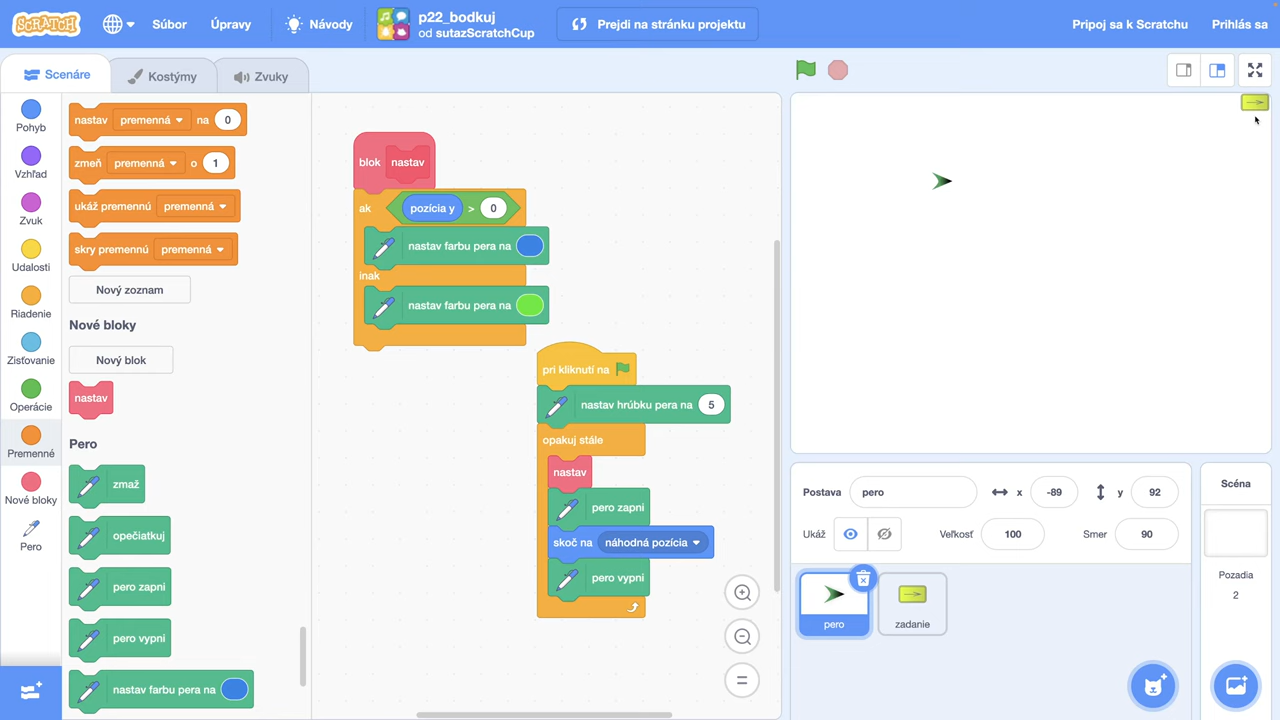 SCRATCH
Súbor
Úpravy
Návody
p22_bodkuj
od sutazScratchCup
Prejdi na stránku projektu
Pripoj sa k Scratchu
Prihlás sa
Scenáre
Kostýmy
Zvuky
Pohyb
Vzhľad
Zvuk
Udalosti
Riadenie
Zisťovanie
Operácie
Premenné
Nové bloky
Pero
nastav premenná na 0
zmeň premenná o 1
ukáž premennú premenná
skry premennú premenná
Nový zoznam
Nové bloky
Nový blok
nastav
Pero
zmaž
opečiatkuj
pero zapni
pero vypni
nastav farbu pera na
blok nastav
ak pozícia y > 0
nastav farbu pera na
inak
nastav farbu pera na
pri kliknutí na
nastav hrúbku pera na 5
opakuj stále
nastav
pero zapni
skoč na náhodná pozícia
pero vypni
Postava pero x -89 y 92
Ukáž Veľkosť 100 Smer 90
pero
zadanie
Scéna
Pozadia
2